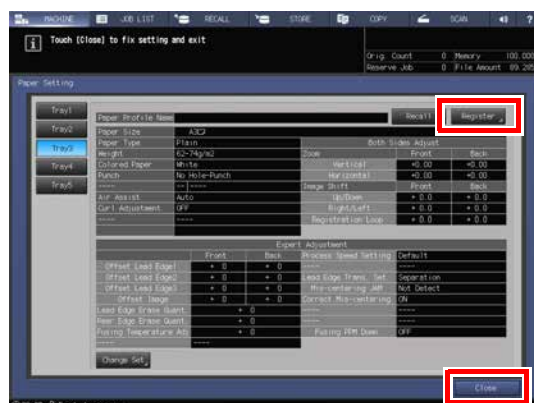 MACHINE JOB LIST RECALL STORE COPY SCAN ?
Touch [Close] to fix setting and exit
Orig. Count 0 Memory 100.000
Reserve Job 0 File Amount 89.285
Paper Setting
Tray1
Tray2
Tray3
Tray4
Tray5
Paper Profile Name Recall Register
Paper Size A3
Paper Type Plain Both Sides Adjust
Weight 62-74g/m2 Zoom Front Back
Colored Paper White Vertical +0.00 +0.00
Punch No Hole-Punch Horizontal +0.00 +0.00
---- -- ---- Image Shift Front Back
Air Assist Auto Up/Down + 0.0 + 0.0
Curl Adjustment OFF Right/Left + 0.0 + 0.0
---- ---- Registration Loop + 0.0 + 0.0
Expert Adjustment
Front Back Process Speed Setting Default
Offset Lead Edge1 + 0 + 0 ---- ----
Offset Lead Edge2 + 0 + 0 Lead Edge Trans. Set Separation
Offset Lead Edge3 + 0 + 0 Mis-centering JAM Not Detect
Offset Image + 0 + 0 Correct Mis-centering ON
Lead Edge Erase Quant. + 0 ---- ----
Rear Edge Erase Quant. + 0 ---- ----
Fusing Temperature Adj + 0 Fusing PPM Down OFF
---- ----
Change Set
Close